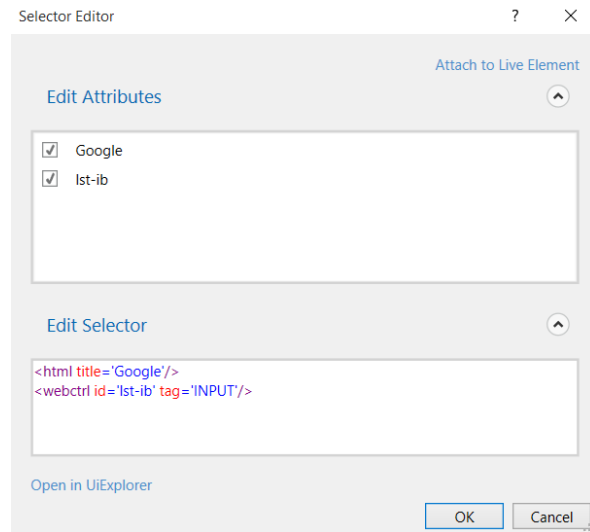 Selector Editor
?
Attach to Live Element
Edit Attributes
Google
lst-ib
Edit Selector
<html title='Google'/>
<webctrl id='lst-ib' tag='INPUT'/>
Open in UiExplorer
OK Cancel